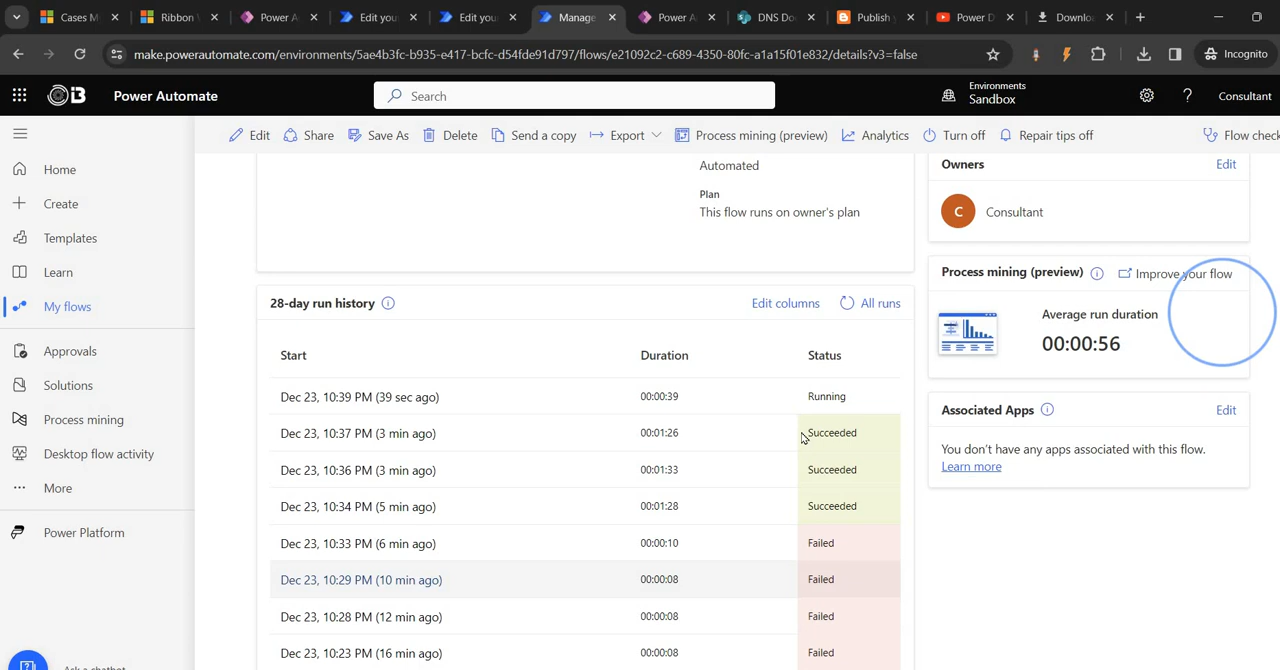 Cases M
Ribbon
Power A
Edit you
Edit you
Manage
Power A
DNS Do
Publish
Power D
Downlo
make.powerautomate.com/environments/5ae4b3fc-b935-e417-bcfc-d54fde91d797/flows/e21092c2-c689-4350-80fc-a1a15f01e832/details?v3=false
Incognito
Power Automate
Search
Environments
Sandbox
Consultant
Edit
Share
Save As
Delete
Send a copy
Export
Process mining (preview)
Analytics
Turn off
Repair tips off
Flow check
Home
Create
Templates
Learn
My flows
Approvals
Solutions
Process mining
Desktop flow activity
More
Power Platform
Ask a chatbot
Automated
Plan
This flow runs on owner's plan
28-day run history
Edit columns
All runs
Start Duration Status
Dec 23, 10:39 PM (39 sec ago) 00:00:39 Running
Dec 23, 10:37 PM (3 min ago) 00:01:26 Succeeded
Dec 23, 10:36 PM (3 min ago) 00:01:33 Succeeded
Dec 23, 10:34 PM (5 min ago) 00:01:28 Succeeded
Dec 23, 10:33 PM (6 min ago) 00:00:10 Failed
Dec 23, 10:29 PM (10 min ago) 00:00:08 Failed
Dec 23, 10:28 PM (12 min ago) 00:00:08 Failed
Dec 23, 10:23 PM (16 min ago) 00:00:08 Failed
Owners
Edit
C
Consultant
Process mining (preview)
Improve your flow
Average run duration
00:00:56
Associated Apps
Edit
You don't have any apps associated with this flow.
Learn more